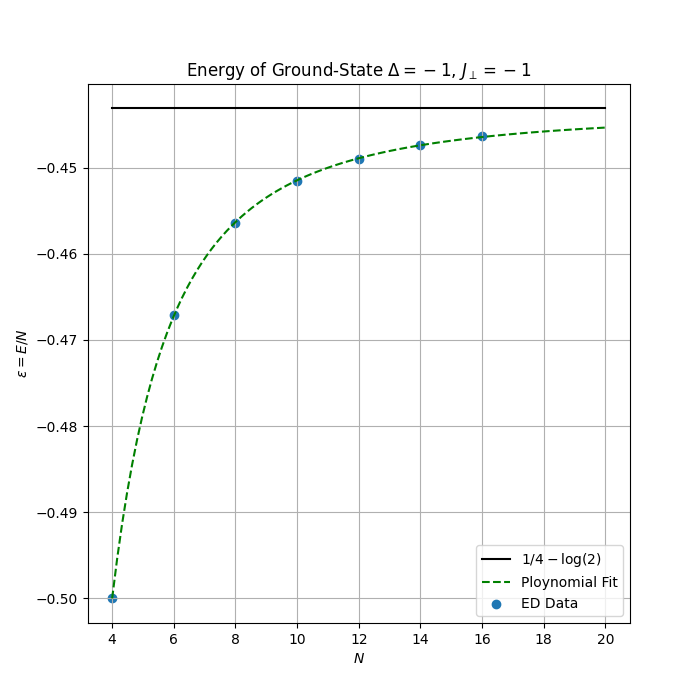 Energy of Ground-State Δ = −1, J⊥ = −1
ε = E/N
−0.45
−0.46
−0.47
−0.48
−0.49
−0.50
1/4 − log(2)
Ploynomial Fit
ED Data
4 6 8 10 12 14 16 18 20
N